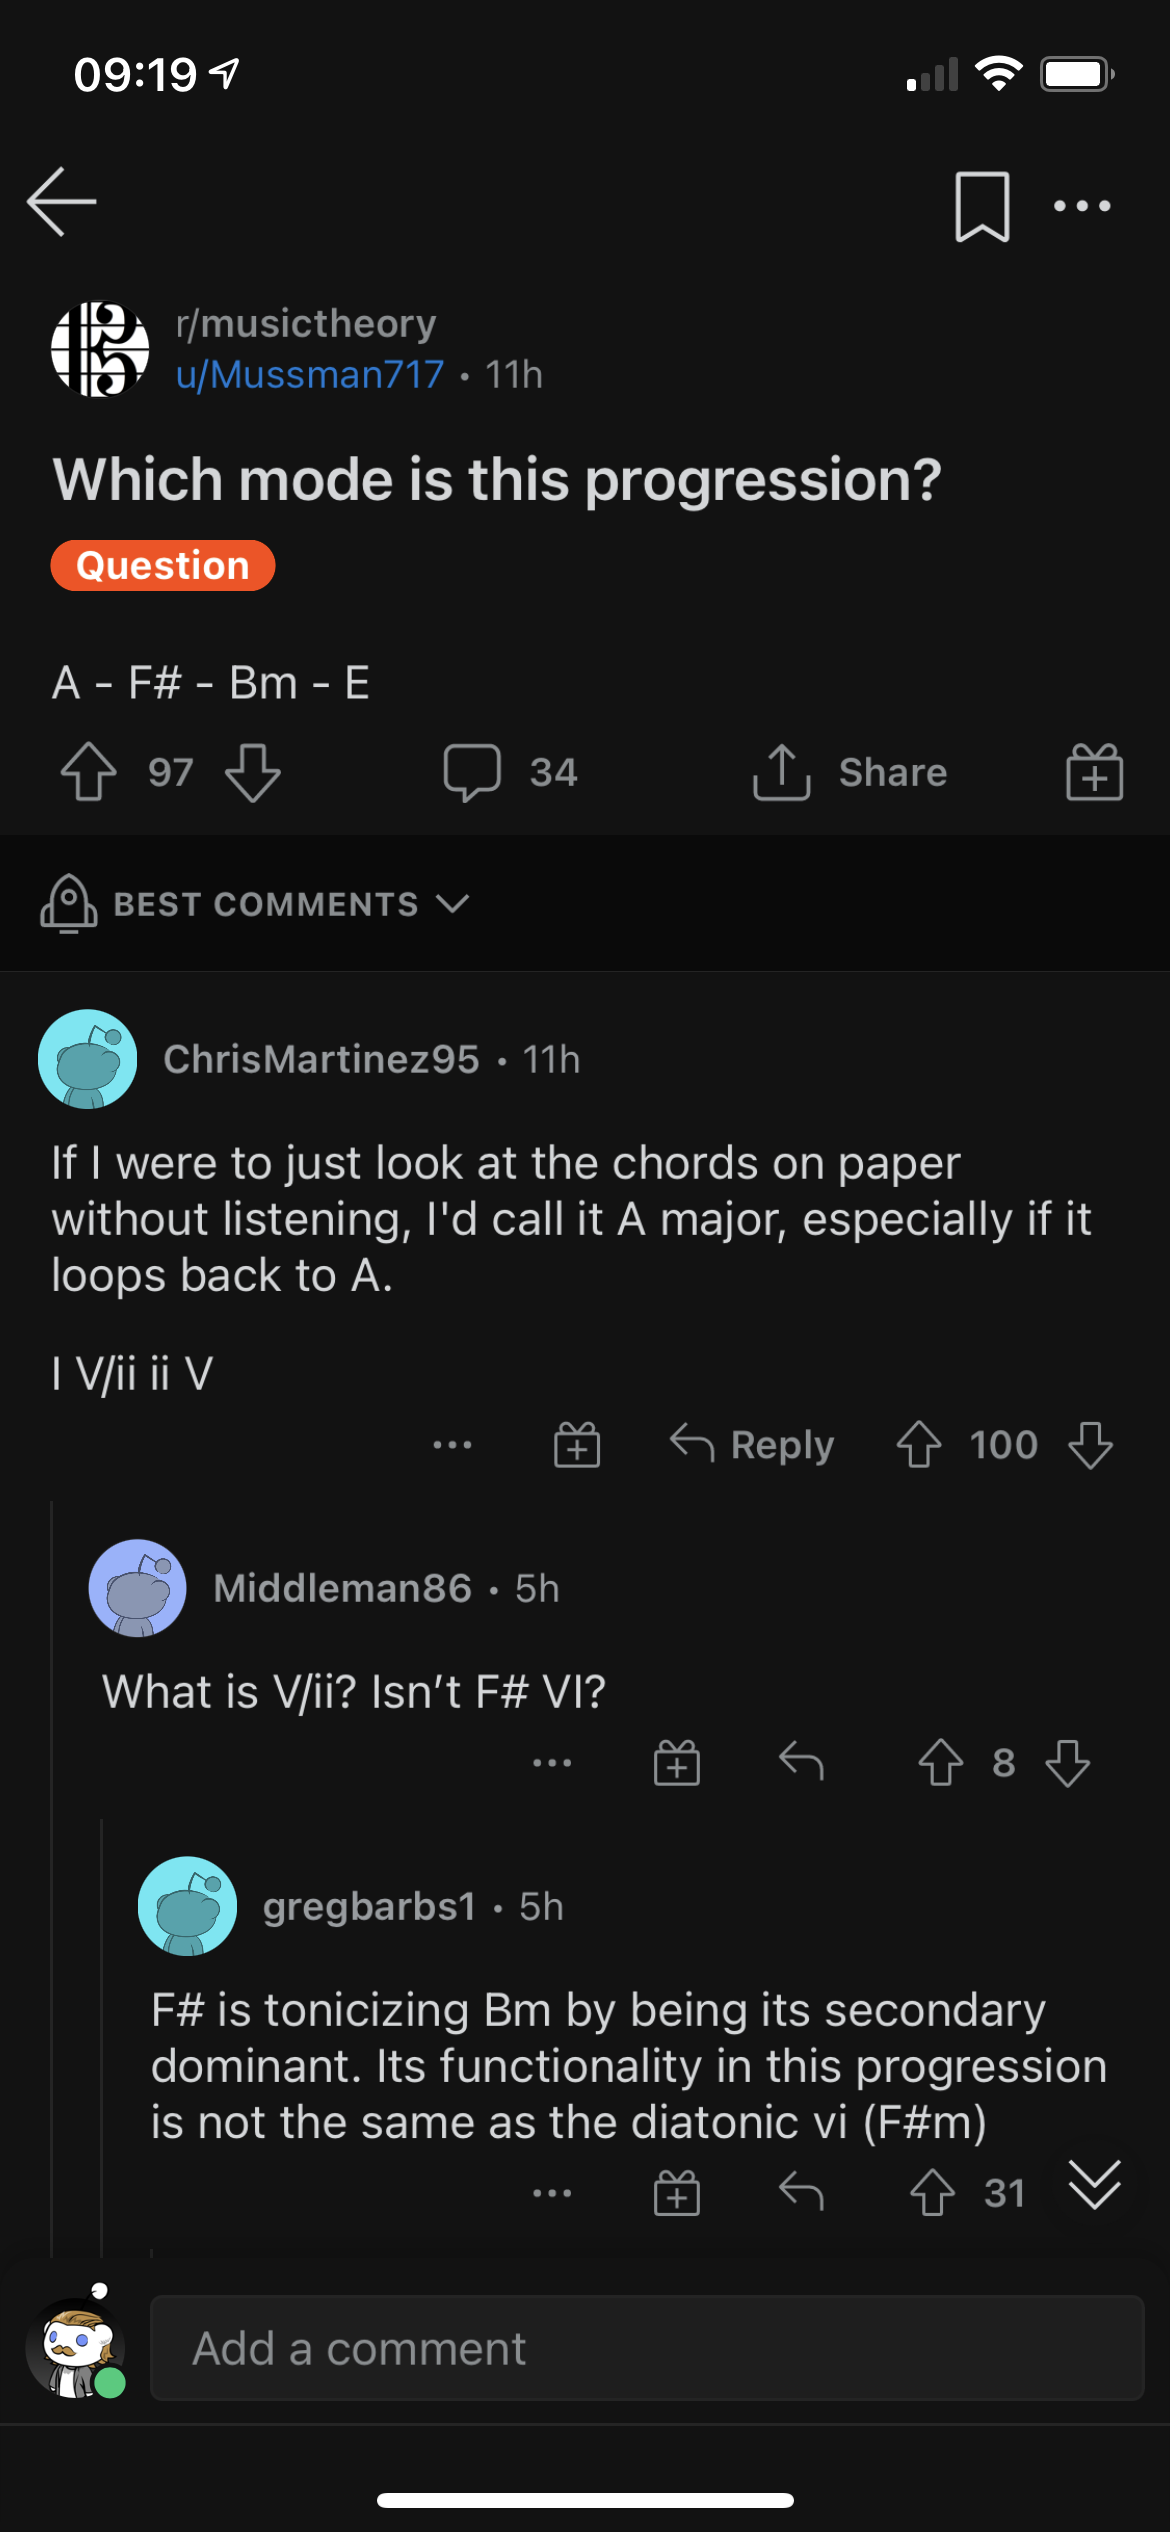 09:19
r/musictheory
u/Mussman717 • 11h
Which mode is this progression?
Question
A - F# - Bm - E
97
34
Share
BEST COMMENTS
ChrisMartinez95 • 11h
If I were to just look at the chords on paper
without listening, I'd call it A major, especially if it
loops back to A.
I V/ii ii V
Reply
100
Middleman86 • 5h
What is V/ii? Isn’t F# VI?
8
gregbarbs1 • 5h
F# is tonicizing Bm by being its secondary
dominant. Its functionality in this progression
is not the same as the diatonic vi (F#m)
31
Add a comment